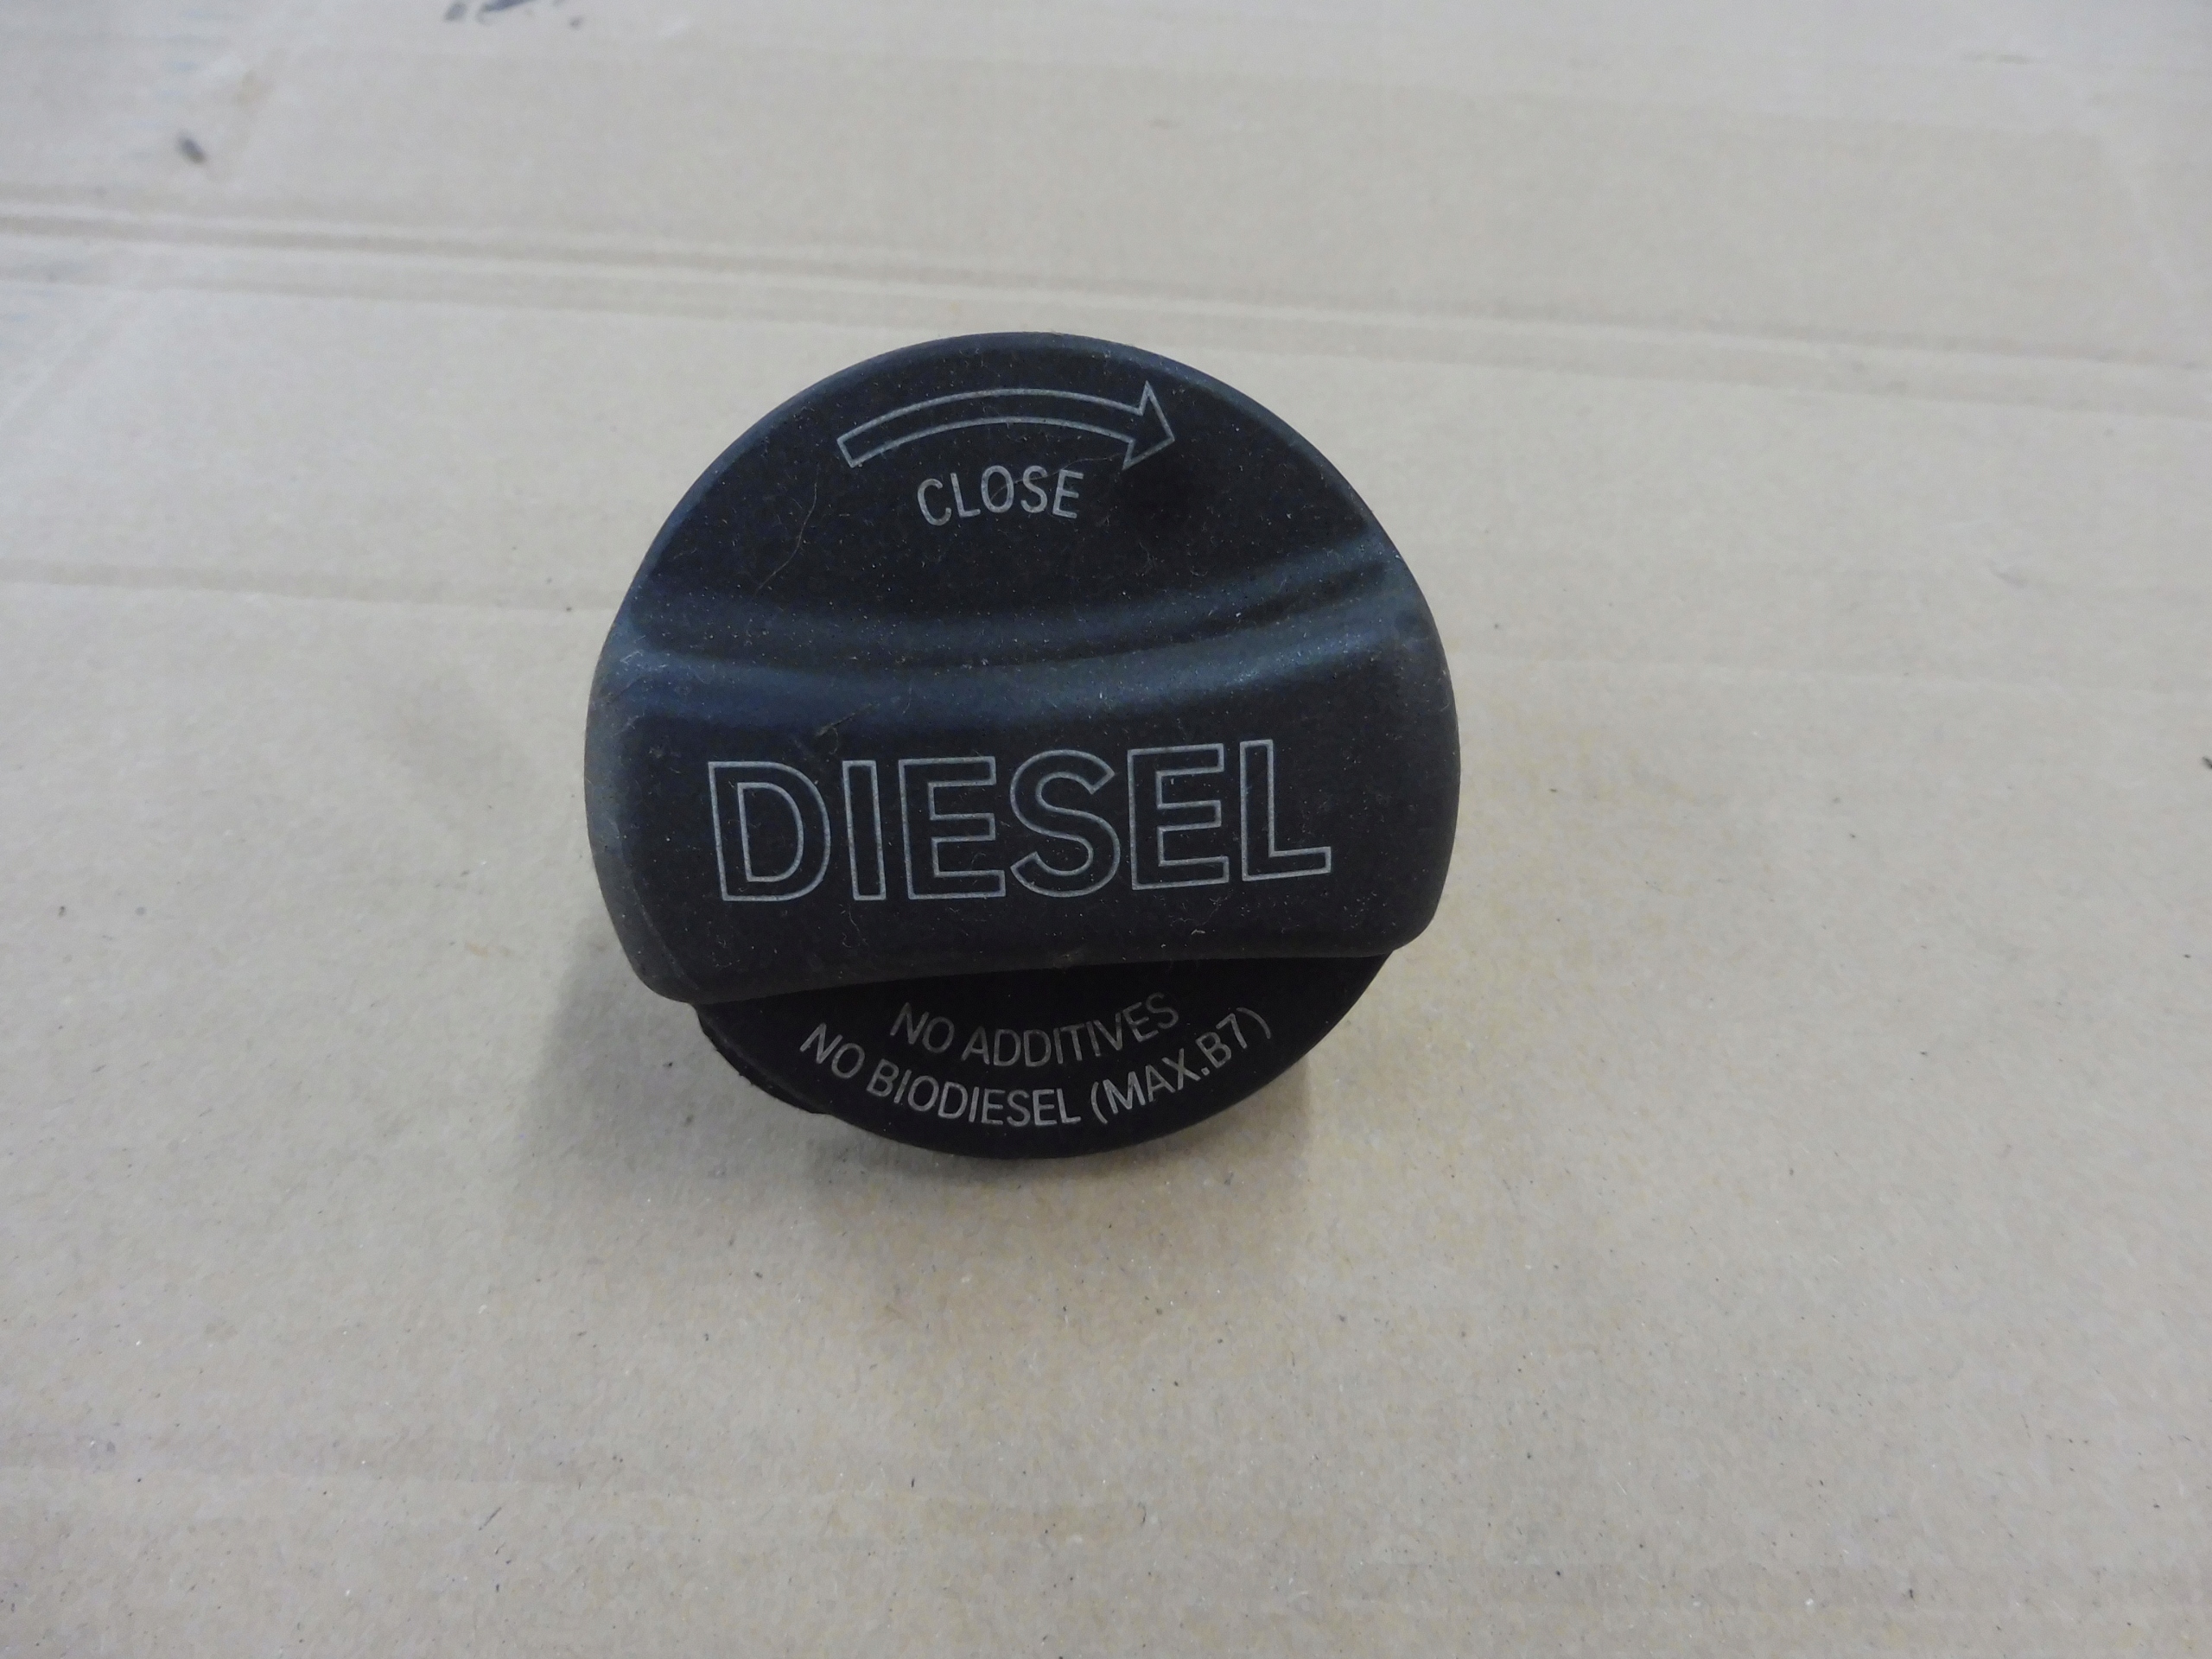 CLOSE
DIESEL
NO ADDITIVES
NO BIODIESEL (MAX.B7)